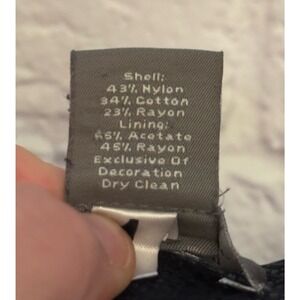 Shell:
43% Nylon
34% Cotton
23% Rayon
Lining:
55% Acetate
45% Rayon
Exclusive Of
Decoration
Dry Clean